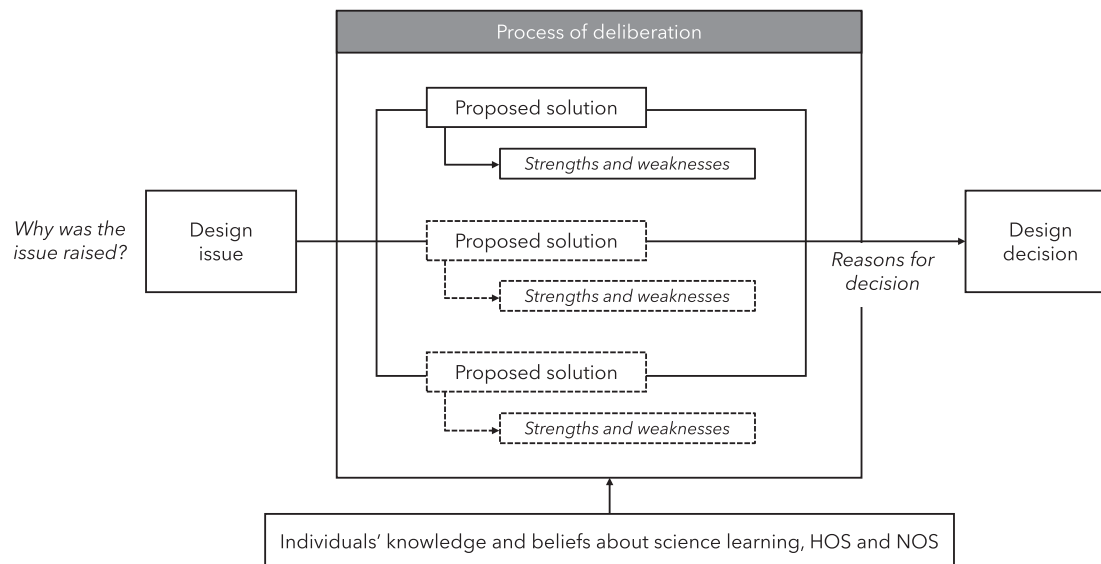 Process of deliberation
Proposed solution
Strengths and weaknesses
Why was the
issue raised?
Design
issue
Proposed solution
Strengths and weaknesses
Reasons for
decision
Design
decision
Proposed solution
Strengths and weaknesses
Individuals’ knowledge and beliefs about science learning, HOS and NOS